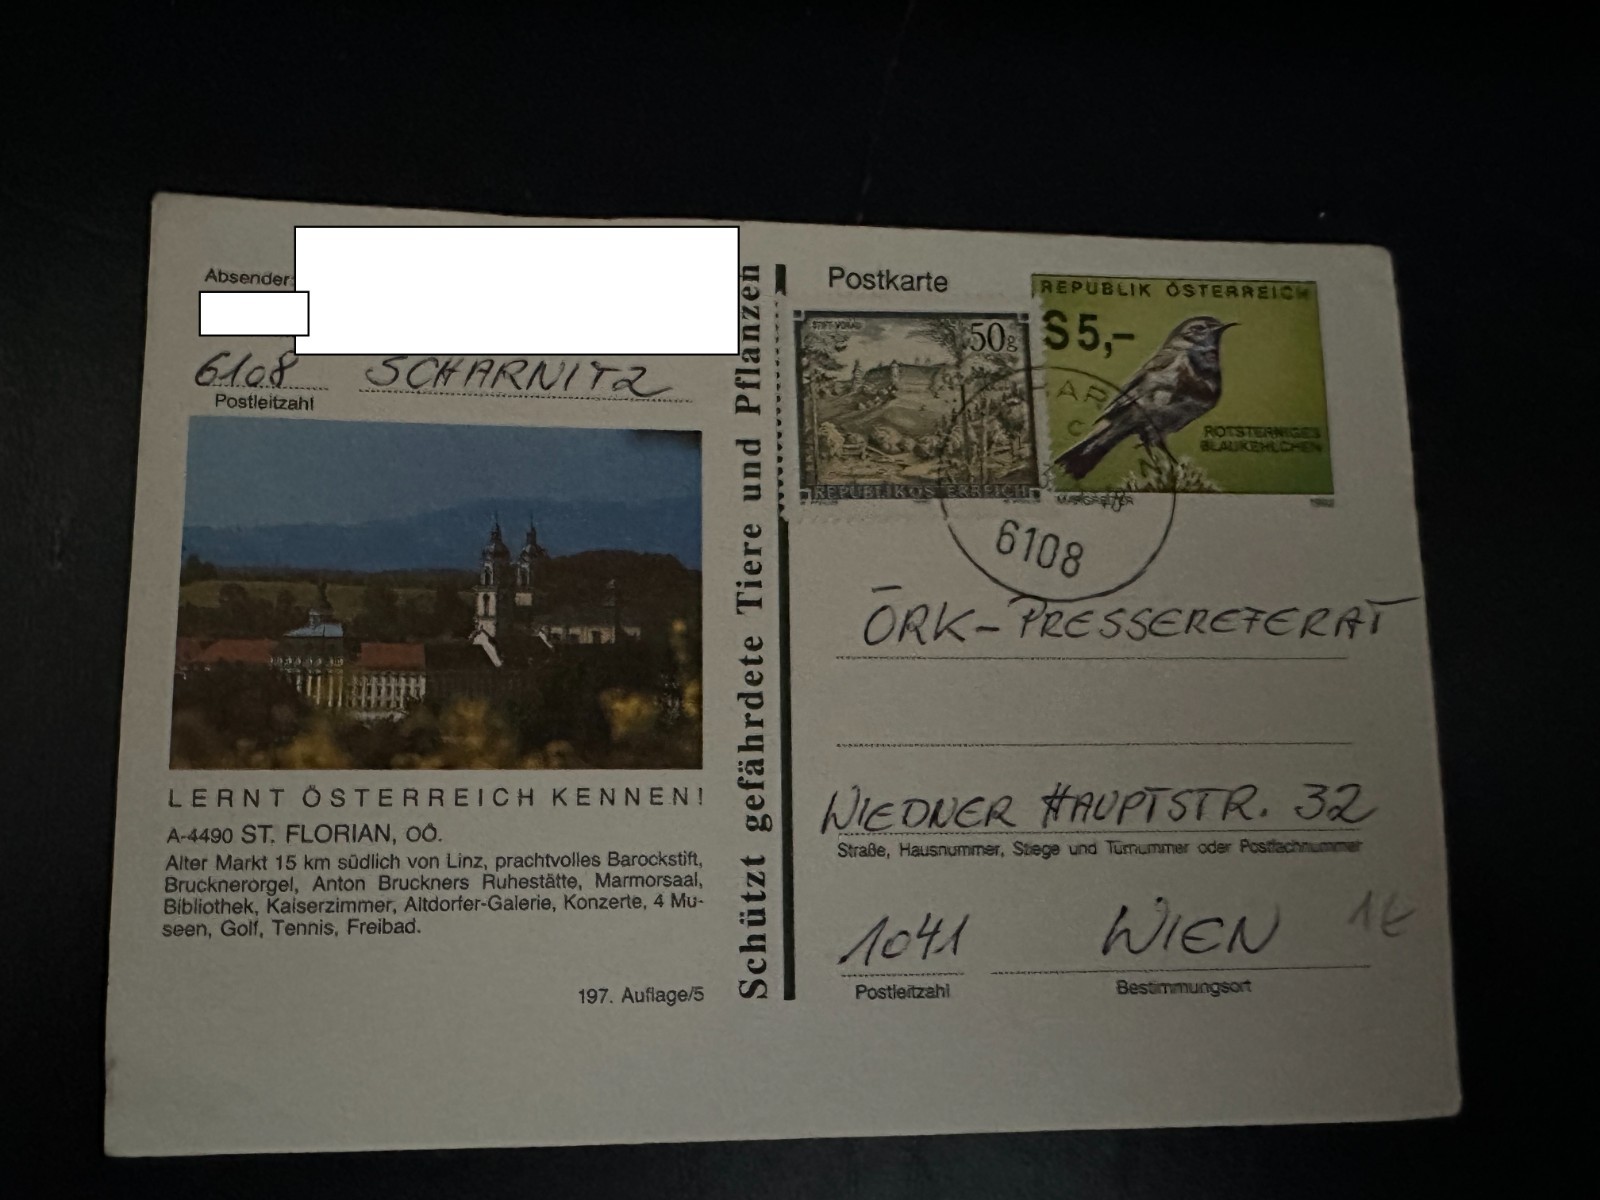 Absender:
6108 SCHARNITZ
Postleitzahl
LERNT ÖSTERREICH KENNEN!
A-4490 ST. FLORIAN, OÖ.
Alter Markt 15 km südlich von Linz, prachtvolles Barockstift,
Brucknerorgel, Anton Bruckners Ruhestätte, Marmorsaal,
Bibliothek, Kaiserzimmer, Altdorfer-Galerie, Konzerte, 4 Mu-
seen, Golf, Tennis, Freibad.
197. Auflage/5
Schützt gefährdete Tiere und Pflanzen
Postkarte
STIFT VORAU
50g
REPUBLIK ÖSTERREICH
REPUBLIK ÖSTERREICH
S 5,-
ROTSTERNIGES
BLAUKEHLCHEN
MARGREITER
6108
ÖRK-PRESSEREFERAT
WIEDNER HAUPTSTR. 32
Straße, Hausnummer, Stiege und Türnummer oder Postfachnummer
1041 WIEN
1€
Postleitzahl Bestimmungsort